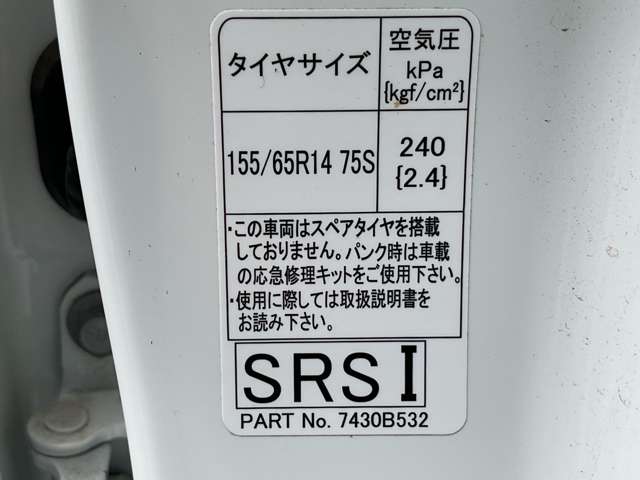 タイヤサイズ
空気圧
kPa
{kgf/cm²}
155/65R14 75S
240
{2.4}
・この車両はスペアタイヤを搭載
しておりません。パンク時は車載
の応急修理キットをご使用下さい。
・使用に際しては取扱説明書を
お読み下さい。
SRS I
PART No. 7430B532